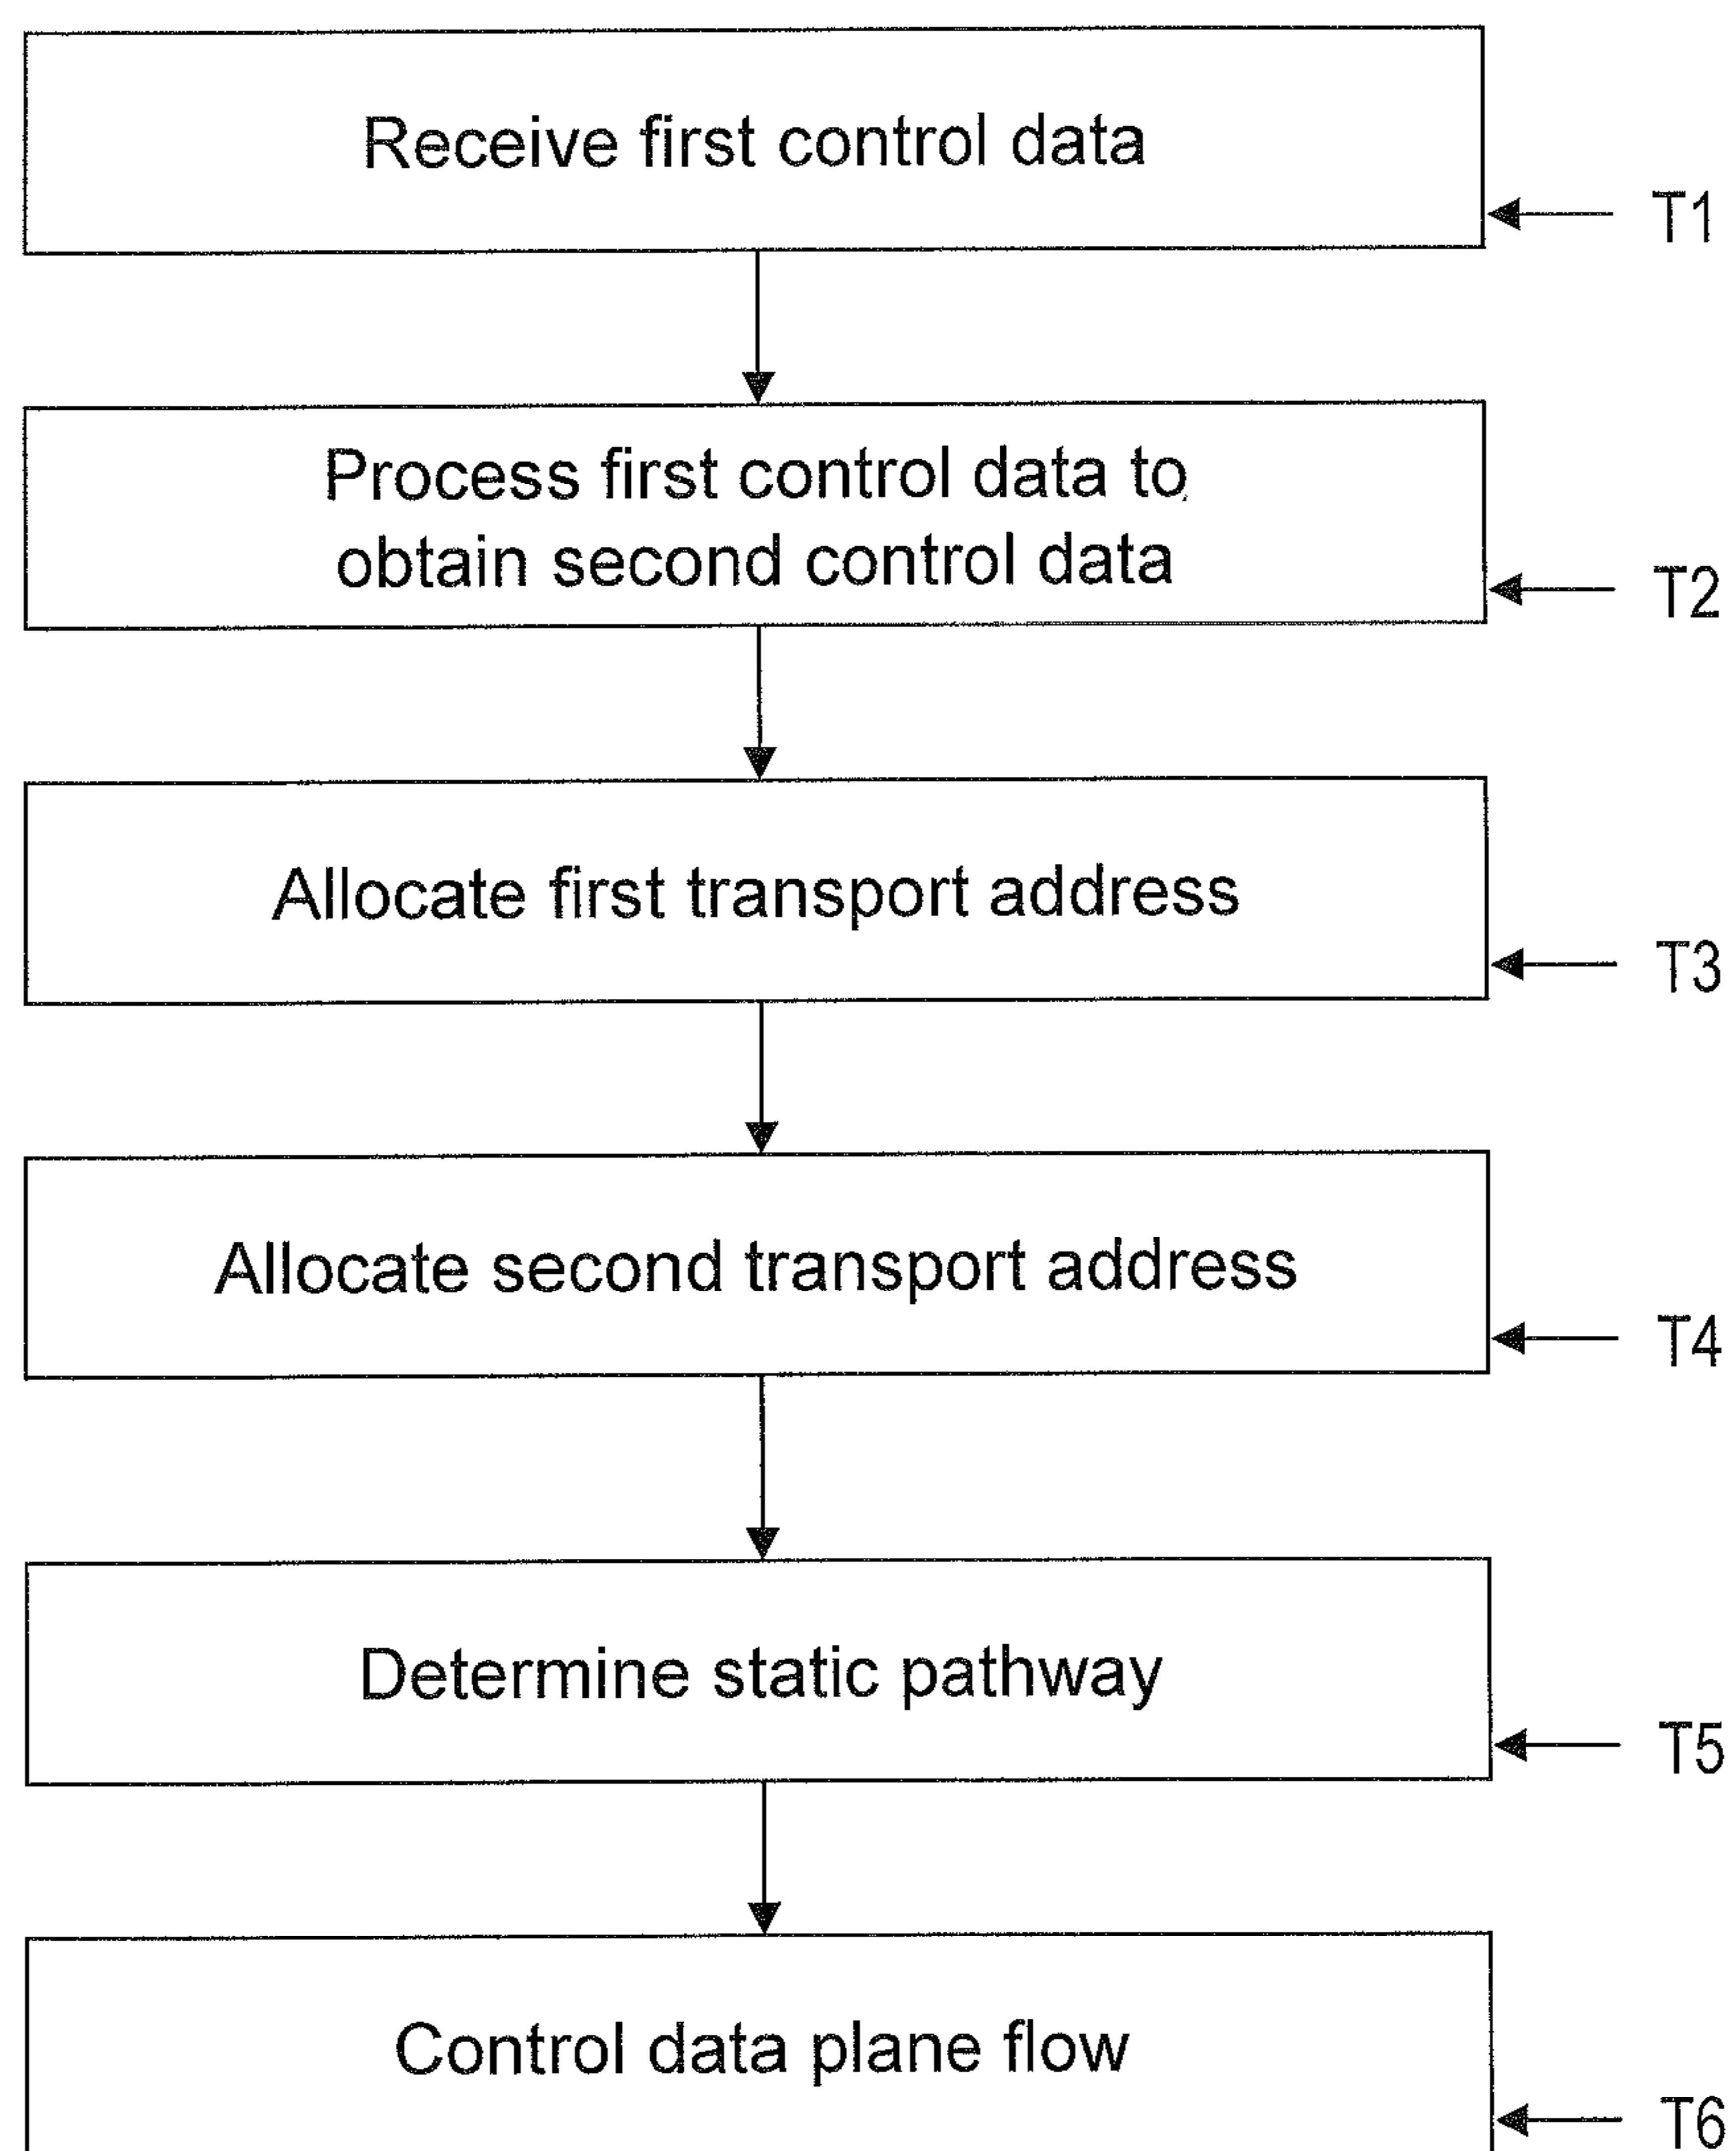 Receive first control data
T1
Process first control data to
obtain second control data
T2
Allocate first transport address
T3
Allocate second transport address
T4
Determine static pathway
T5
Control data plane flow
T6